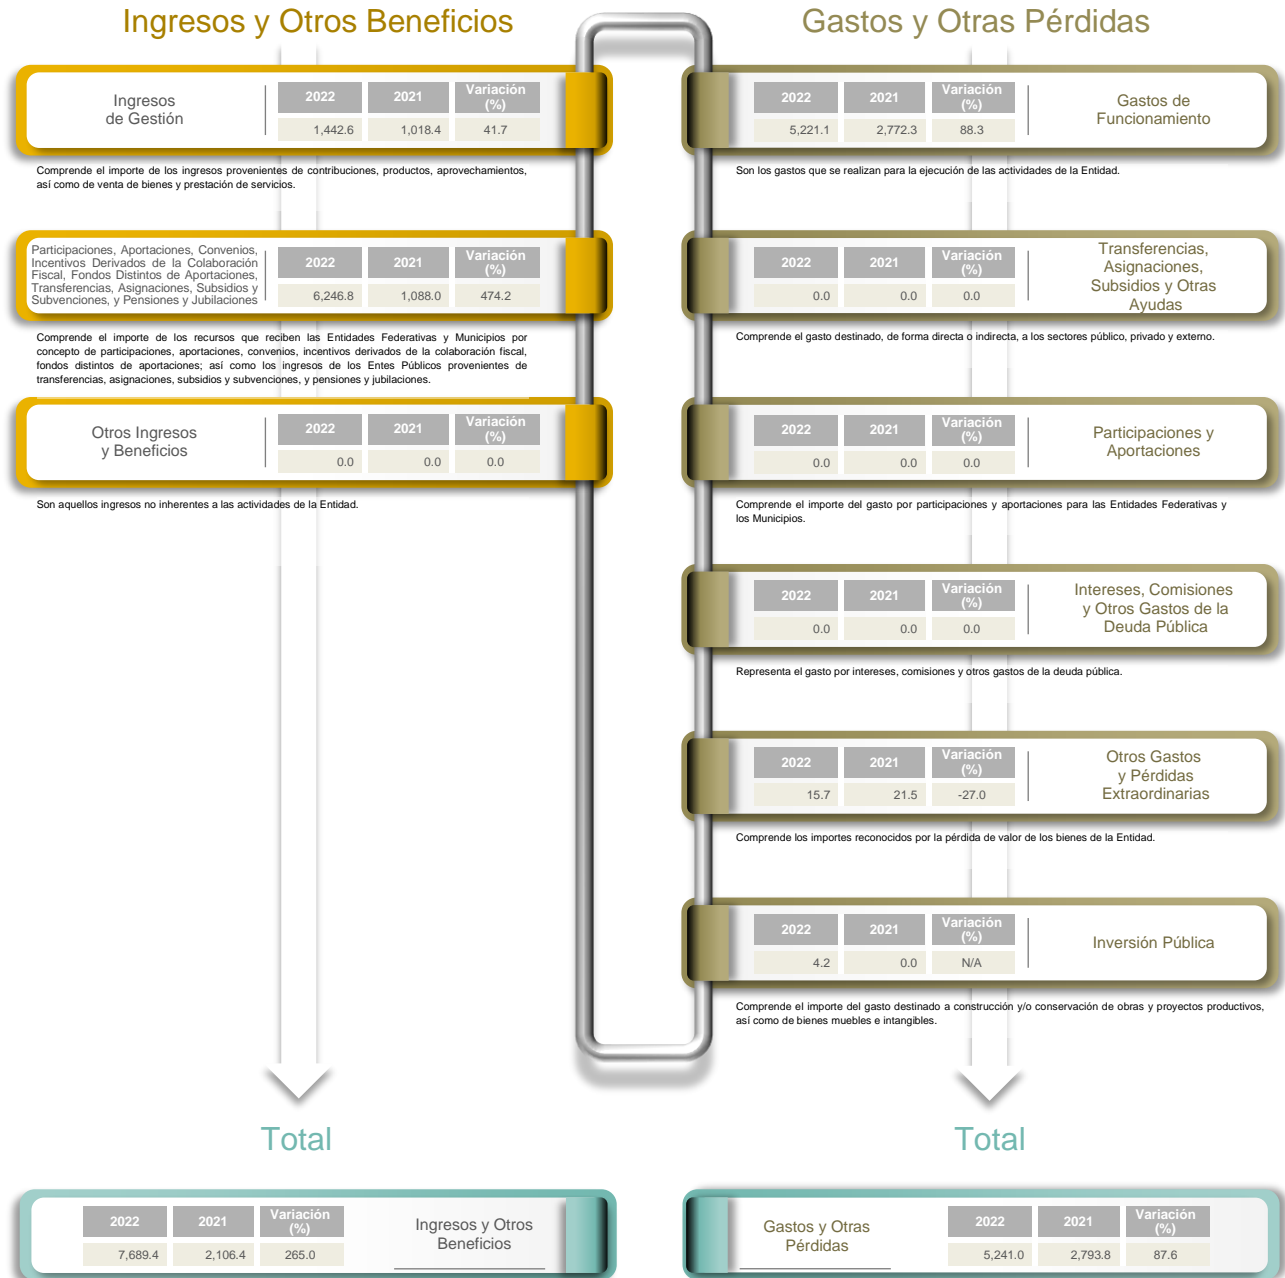 Ingresos y Otros Beneficios
Ingresos
de Gestión
2022 2021 Variación
(%)
1,442.6 1,018.4 41.7
Comprende el importe de los ingresos provenientes de contribuciones, productos, aprovechamientos,
así como de venta de bienes y prestación de servicios.
Participaciones, Aportaciones, Convenios,
Incentivos Derivados de la Colaboración
Fiscal, Fondos Distintos de Aportaciones,
Transferencias, Asignaciones, Subsidios y
Subvenciones, y Pensiones y Jubilaciones
2022 2021 Variación
(%)
6,246.8 1,088.0 474.2
Comprende el importe de los recursos que reciben las Entidades Federativas y Municipios por
concepto de participaciones, aportaciones, convenios, incentivos derivados de la colaboración fiscal,
fondos distintos de aportaciones; así como los ingresos de los Entes Públicos provenientes de
transferencias, asignaciones, subsidios y subvenciones, y pensiones y jubilaciones.
Otros Ingresos
y Beneficios
2022 2021 Variación
(%)
0.0 0.0 0.0
Son aquellos ingresos no inherentes a las actividades de la Entidad.
Total
2022 2021 Variación
(%)
7,689.4 2,106.4 265.0
Ingresos y Otros
Beneficios
Gastos y Otras Pérdidas
2022 2021 Variación
(%)
5,221.1 2,772.3 88.3
Gastos de
Funcionamiento
Son los gastos que se realizan para la ejecución de las actividades de la Entidad.
2022 2021 Variación
(%)
0.0 0.0 0.0
Transferencias,
Asignaciones,
Subsidios y Otras
Ayudas
Comprende el gasto destinado, de forma directa o indirecta, a los sectores público, privado y externo.
2022 2021 Variación
(%)
0.0 0.0 0.0
Participaciones y
Aportaciones
Comprende el importe del gasto por participaciones y aportaciones para las Entidades Federativas y
los Municipios.
2022 2021 Variación
(%)
0.0 0.0 0.0
Intereses, Comisiones
y Otros Gastos de la
Deuda Pública
Representa el gasto por intereses, comisiones y otros gastos de la deuda pública.
2022 2021 Variación
(%)
15.7 21.5 -27.0
Otros Gastos
y Pérdidas
Extraordinarias
Comprende los importes reconocidos por la pérdida de valor de los bienes de la Entidad.
2022 2021 Variación
(%)
4.2 0.0 N/A
Inversión Pública
Comprende el importe del gasto destinado a construcción y/o conservación de obras y proyectos productivos,
así como de bienes muebles e intangibles.
Total
Gastos y Otras
Pérdidas
2022 2021 Variación
(%)
5,241.0 2,793.8 87.6